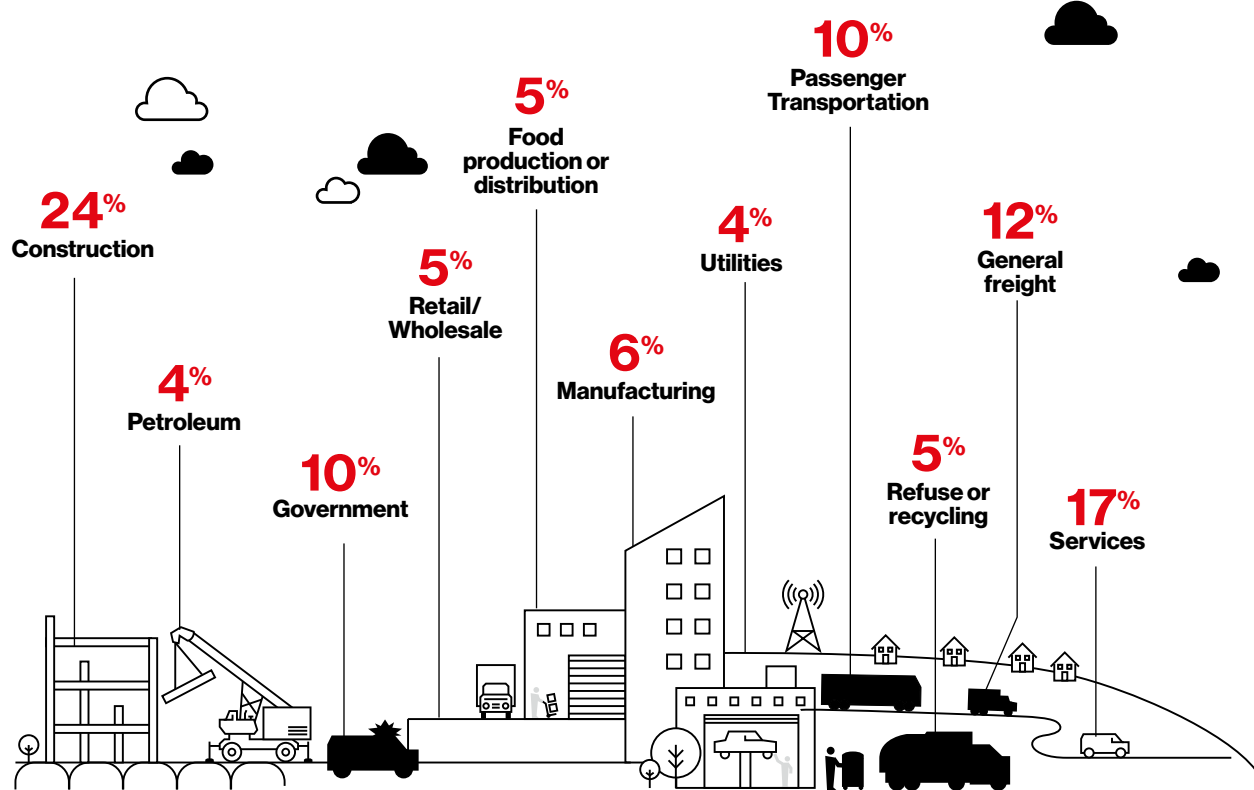 24%
Construction
4%
Petroleum
10%
Government
5%
Retail/
Wholesale
5%
Food
production or
distribution
6%
Manufacturing
4%
Utilities
10%
Passenger
Transportation
5%
Refuse or
recycling
12%
General
freight
17%
Services